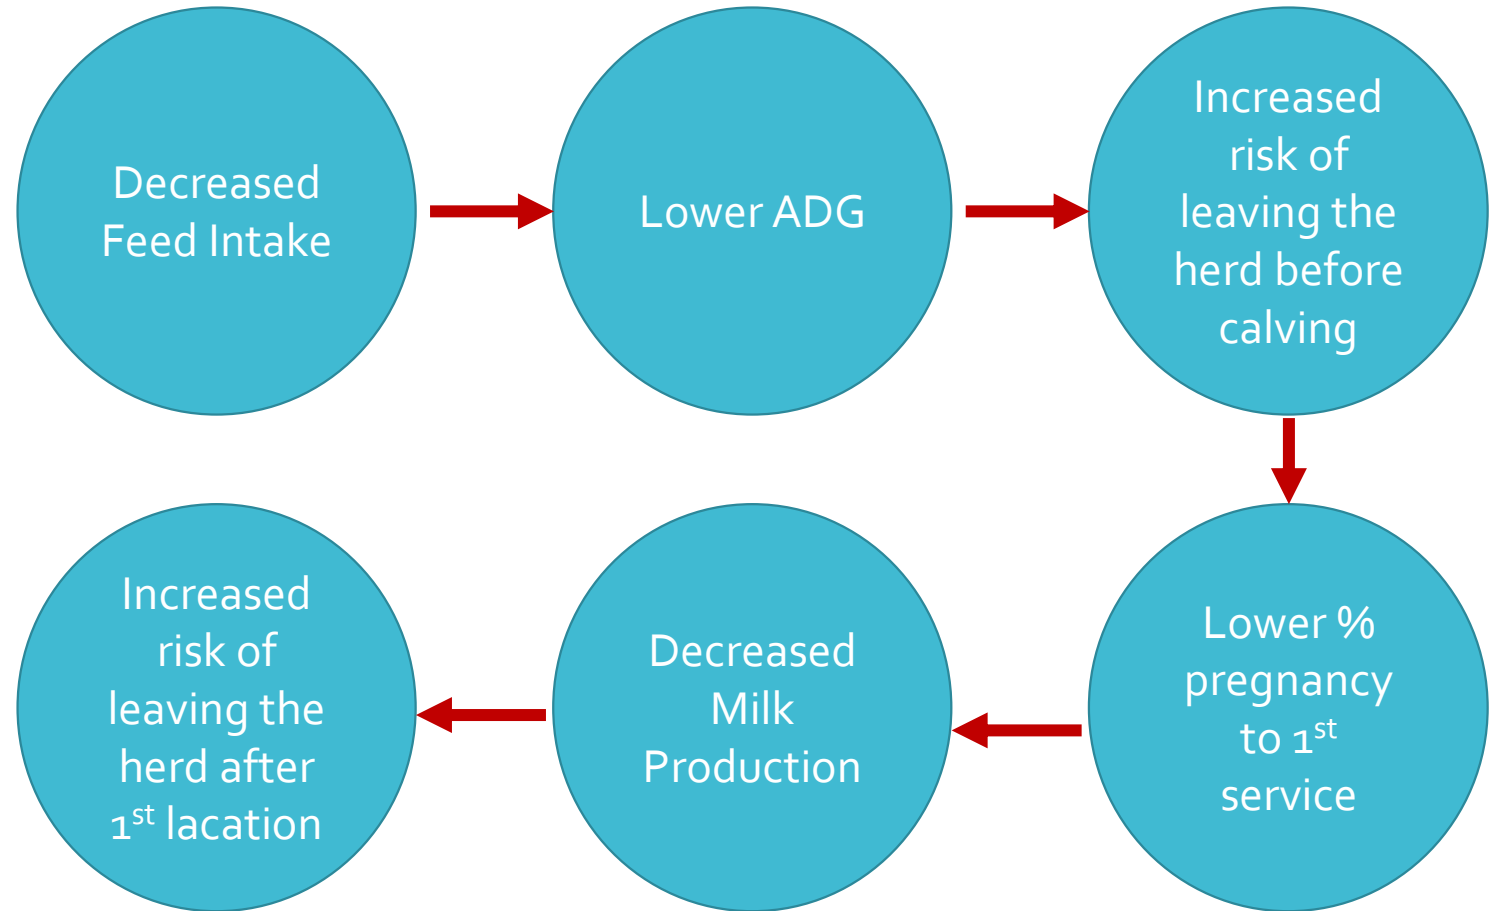 Decreased
Feed Intake
Lower ADG
Increased
risk of
leaving the
herd before
calving
Lower %
pregnancy
to 1st
service
Decreased
Milk
Production
Increased
risk of
leaving the
herd after
1st lacation